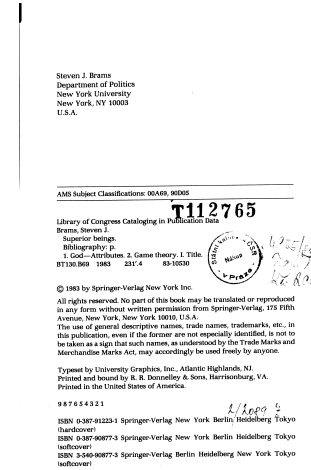 Steven J. Brams
Department of Politics
New York University
New York, NY 10003
U.S.A.
AMS Subject Classifications: 00A69, 90D05
T112765
Library of Congress Cataloging in Publication Data
Brams, Steven J.
Superior beings.
Bibliography: p.
1. God—Attributes. 2. Game theory. I. Title.
BT130.B69 1983 231'.4 83-10530
Státní knihovna ČSR
Nákup
v Praze
© 1983 by Springer-Verlag New York Inc.
All rights reserved. No part of this book may be translated or reproduced
in any form without written permission from Springer-Verlag, 175 Fifth
Avenue, New York, New York 10010, U.S.A.
The use of general descriptive names, trade names, trademarks, etc., in
this publication, even if the former are not especially identified, is not to
be taken as a sign that such names, as understood by the Trade Marks and
Merchandise Marks Act, may accordingly be used freely by anyone.
Typeset by University Graphics, Inc., Atlantic Highlands, NJ.
Printed and bound by R. R. Donnelley & Sons, Harrisonburg, VA.
Printed in the United States of America.
9 8 7 6 5 4 3 2 1
ISBN 0-387-91223-1 Springer-Verlag New York Berlin Heidelberg Tokyo
(hardcover)
ISBN 0-387-90877-3 Springer-Verlag New York Berlin Heidelberg Tokyo
(softcover)
ISBN 3-540-90877-3 Springer-Verlag Berlin Heidelberg New York Tokyo
(softcover)